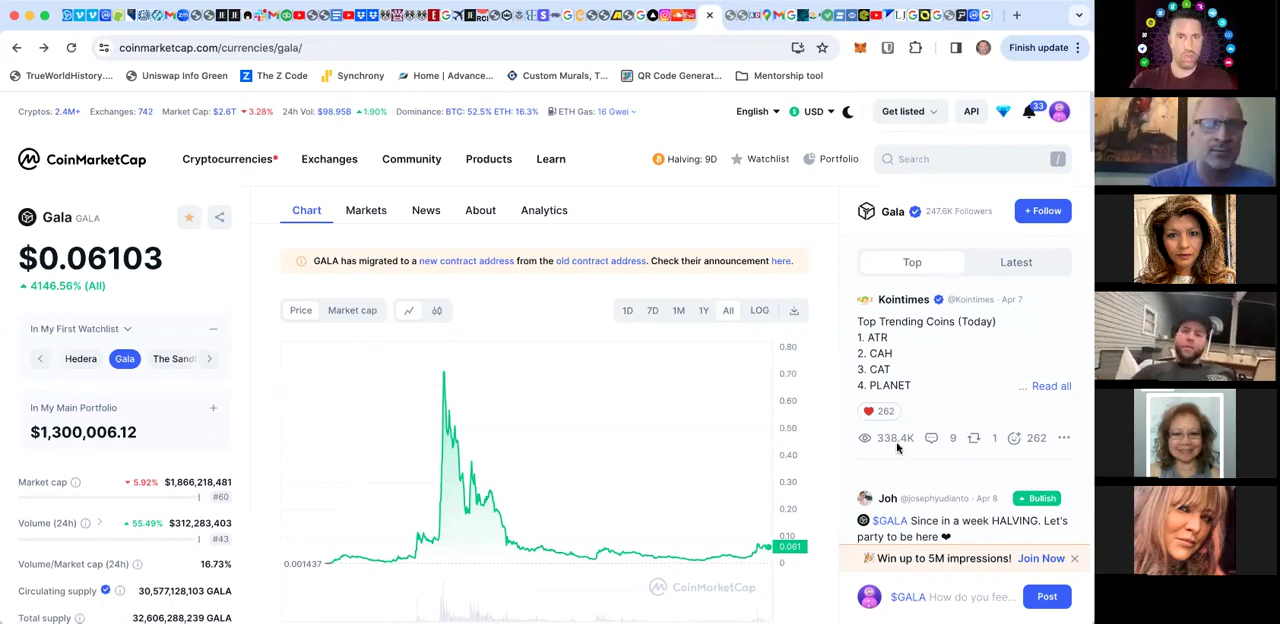 coinmarketcap.com/currencies/gala/
Finish update
TrueWorldHistory....
Uniswap Info Green
The Z Code
Synchrony
Home | Advance...
Custom Murals, T...
QR Code Generat...
Mentorship tool
Cryptos: 2.4M+ Exchanges: 742 Market Cap: $2.6T 3.28% 24h Vol: $98.95B 1.90% Dominance: BTC: 52.5% ETH: 16.3% ETH Gas: 16 Gwei
English USD Get listed API 33
CoinMarketCap
Cryptocurrencies Exchanges Community Products Learn
Halving: 9D Watchlist Portfolio Search /
Gala GALA
$0.06103
4146.56% (All)
In My First Watchlist
Hedera Gala The Sand
In My Main Portfolio +
$1,300,006.12
Market cap 5.92% $1,866,218,481
#60
Volume (24h) 55.49% $312,283,403
#43
Volume/Market cap (24h) 16.73%
Circulating supply 30,577,128,103 GALA
Total supply 32,606,288,239 GALA
Chart Markets News About Analytics
GALA has migrated to a new contract address from the old contract address. Check their announcement here.
Price Market cap
1D 7D 1M 1Y All LOG
0.80
0.70
0.60
0.50
0.40
0.30
0.20
0.10
0.061
0
0.001437
CoinMarketCap
Gala 247.6K Followers + Follow
Top Latest
Kointimes @Kointimes · Apr 7
Top Trending Coins (Today)
1. ATR
2. CAH
3. CAT
4. PLANET
... Read all
262
338.4K 9 1 262
Joh @josephyudianto · Apr 8 Bullish
$GALA Since in a week HALVING. Let's
party to be here
Win up to 5M impressions! Join Now
$GALA How do you fee... Post